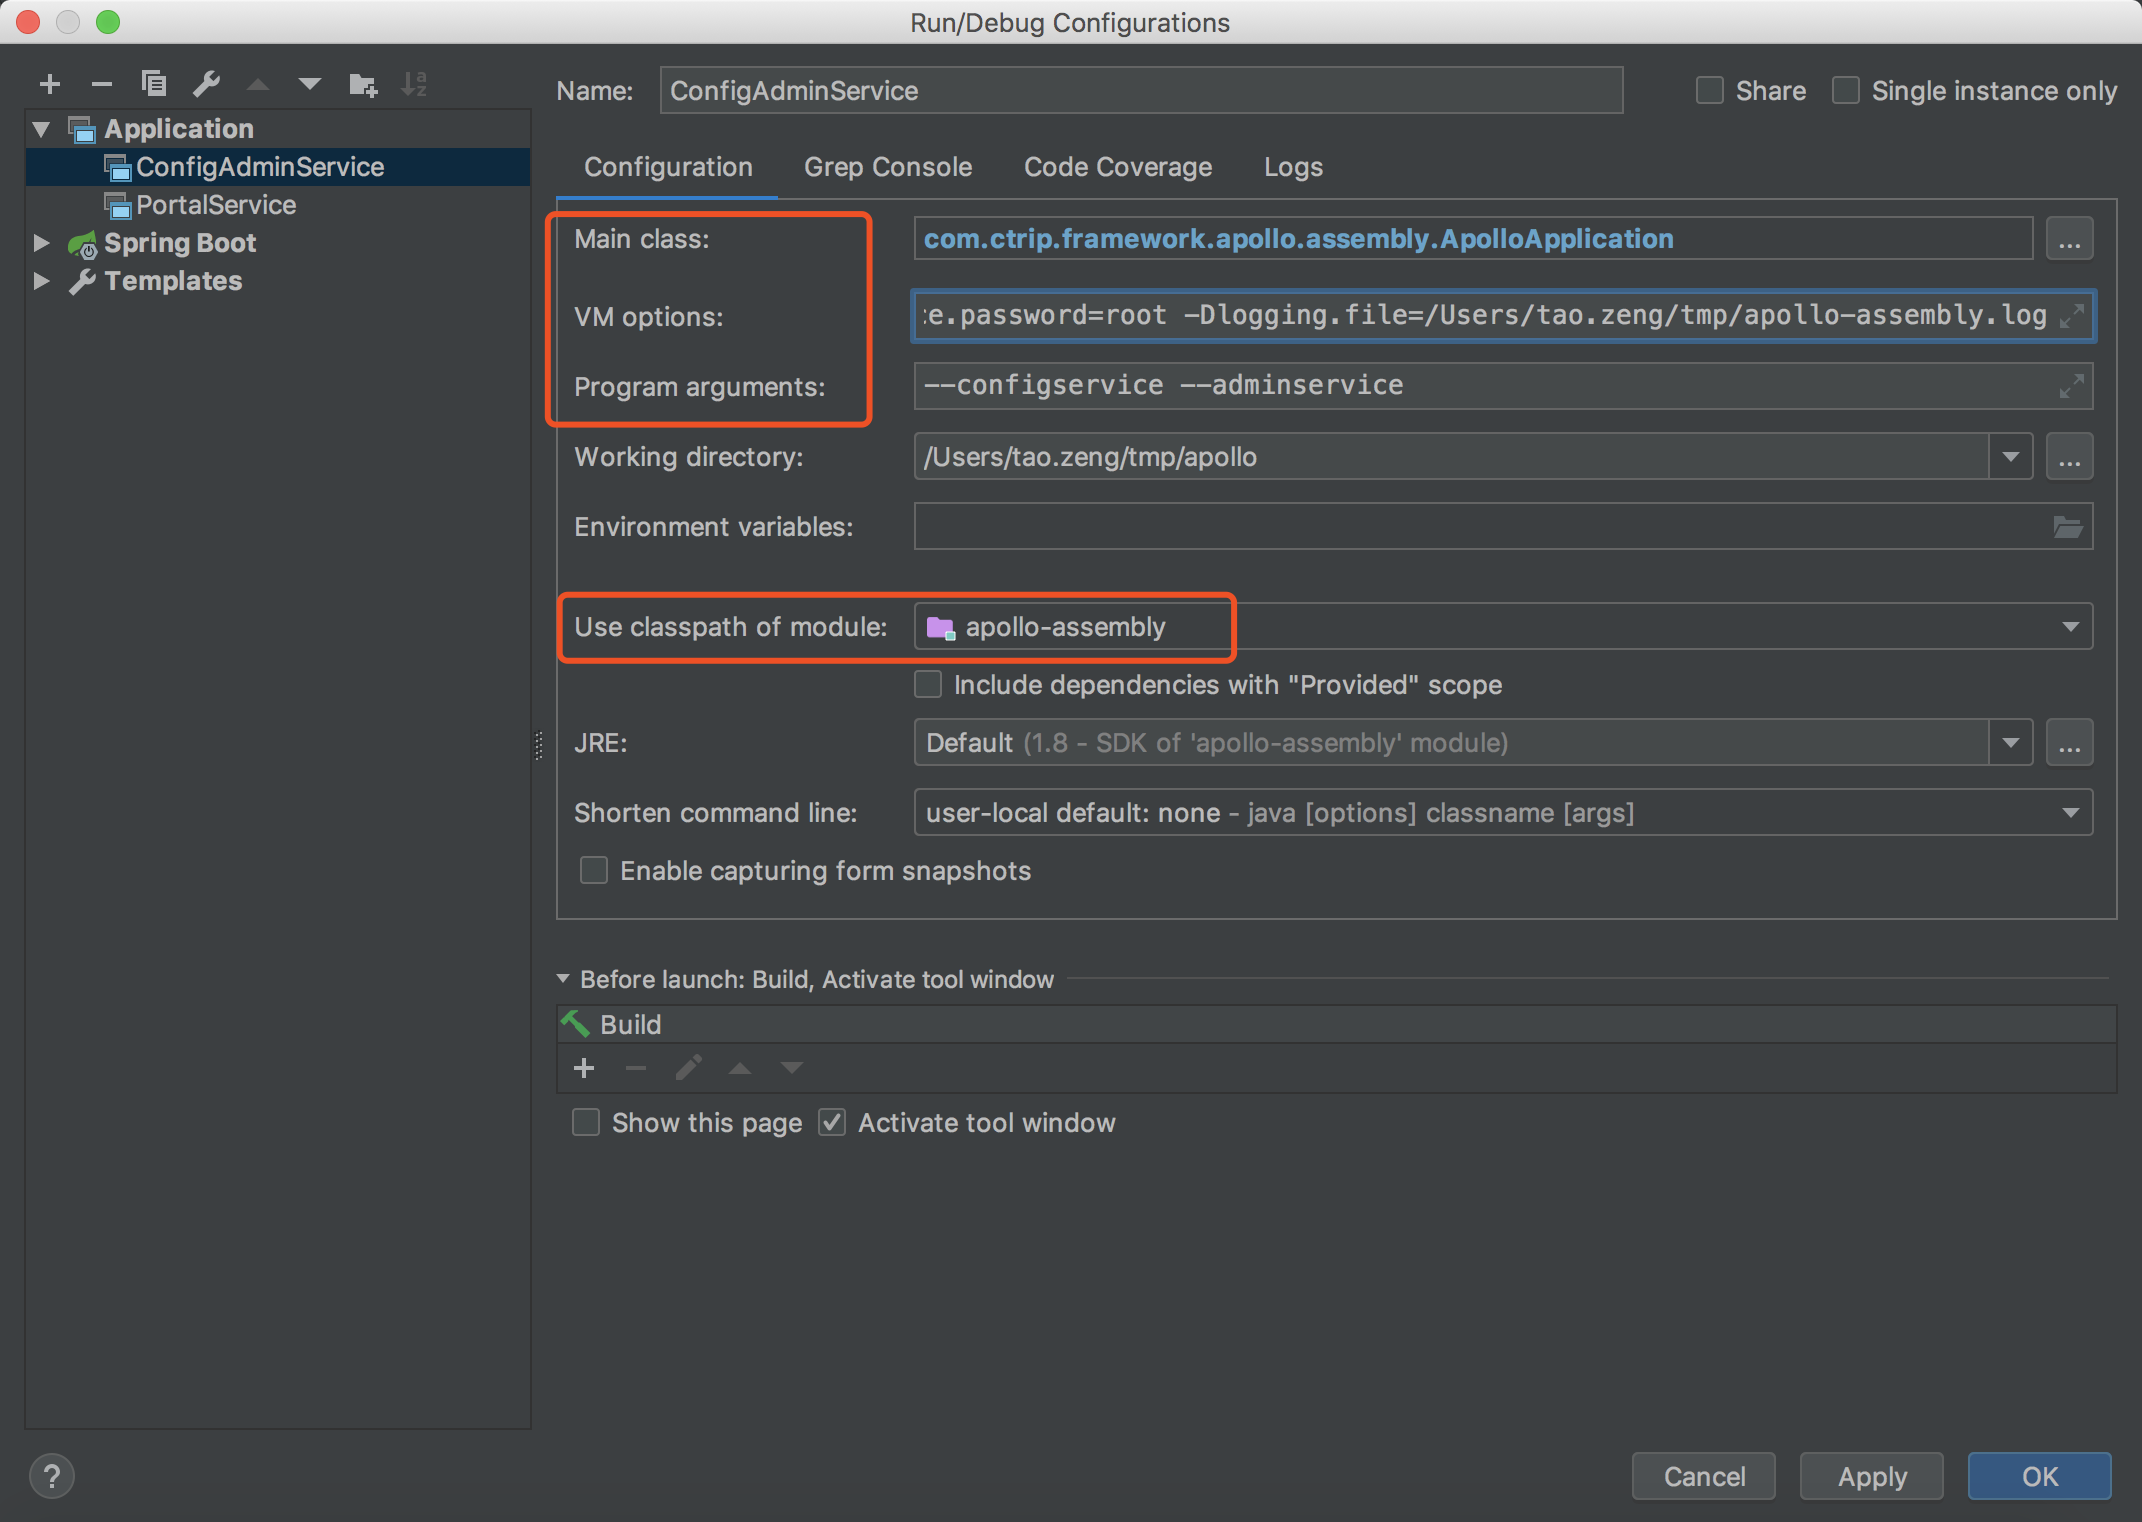 Run/Debug Configurations
Application
ConfigAdminService
PortalService
Spring Boot
Templates
Name: ConfigAdminService Share Single instance only
Configuration Grep Console Code Coverage Logs
Main class: com.ctrip.framework.apollo.assembly.ApolloApplication ...
VM options: e.password=root -Dlogging.file=/Users/tao.zeng/tmp/apollo-assembly.log
Program arguments: --configservice --adminservice
Working directory: /Users/tao.zeng/tmp/apollo ...
Environment variables:
Use classpath of module: apollo-assembly
Include dependencies with "Provided" scope
JRE: Default (1.8 - SDK of 'apollo-assembly' module) ...
Shorten command line: user-local default: none - java [options] classname [args]
Enable capturing form snapshots
Before launch: Build, Activate tool window
Build
Show this page Activate tool window
? Cancel Apply OK